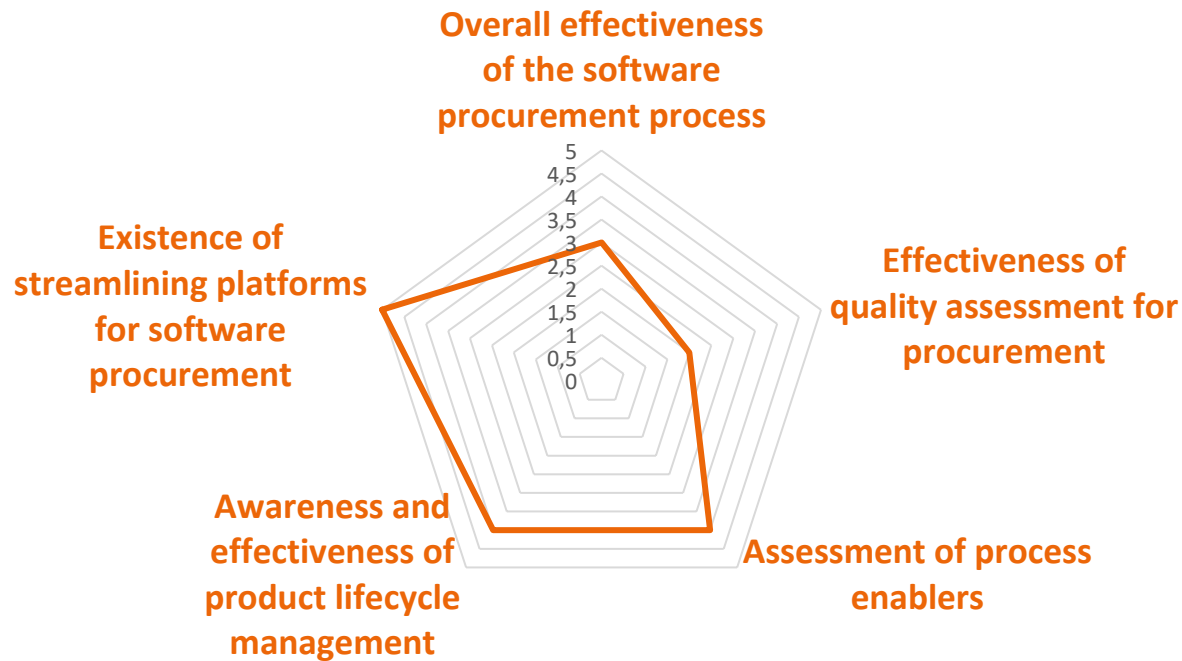 Overall effectiveness
of the software
procurement process
5
4,5
4
3,5
3
2,5
2
1,5
1
0,5
0
Effectiveness of
quality assessment for
procurement
Assessment of process
enablers
Awareness and
effectiveness of
product lifecycle
management
Existence of
streamlining platforms
for software
procurement